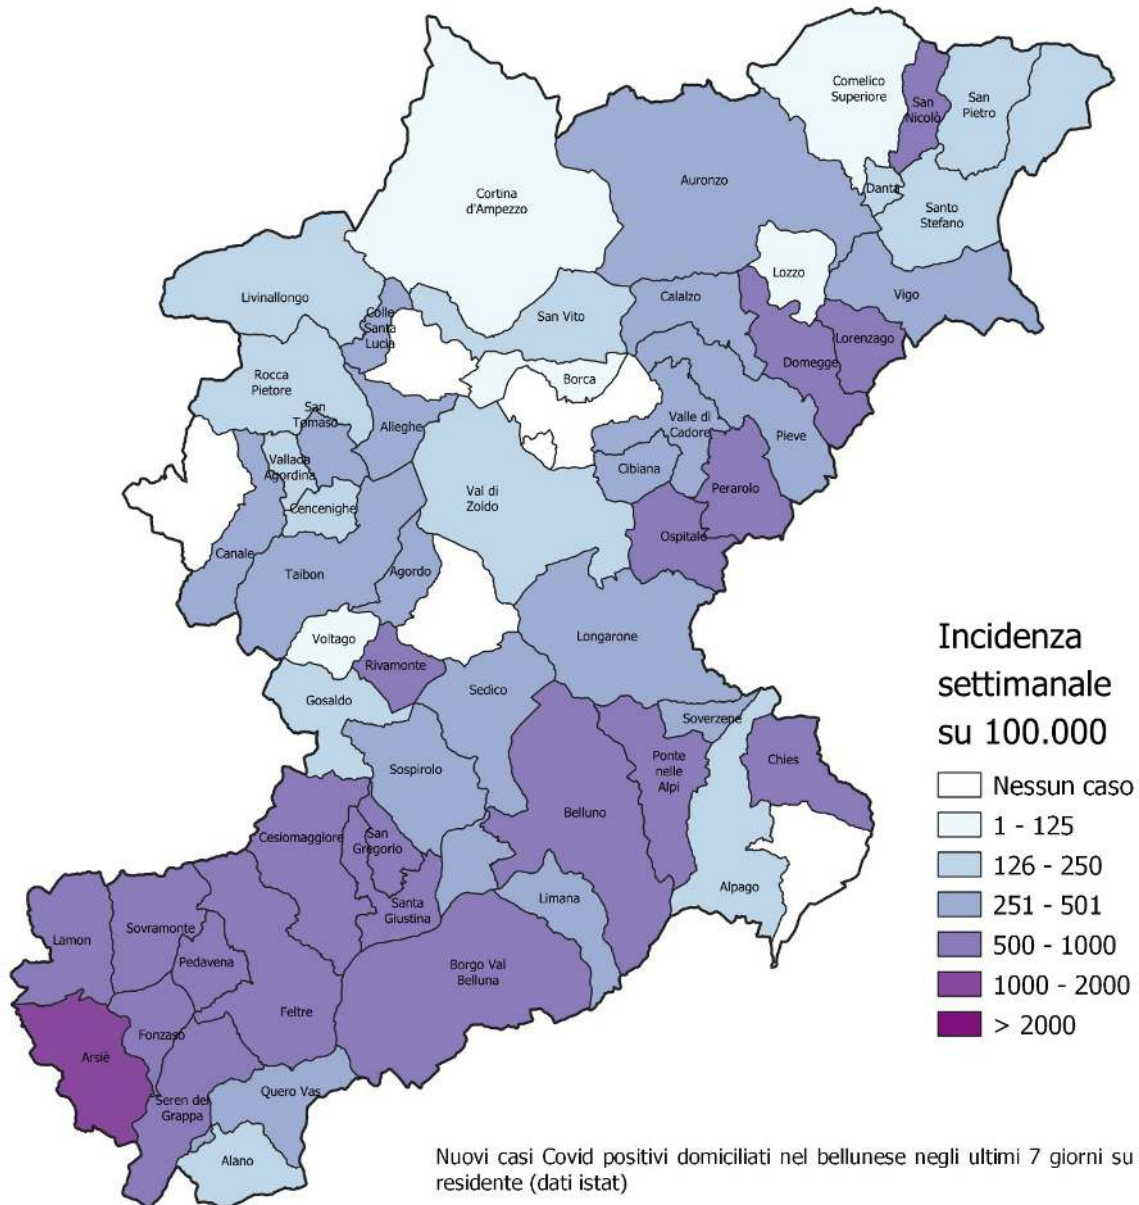 Comelico
Superiore
San
Nicolò
San
Pietro
Cortina
d'Ampezzo
Auronzo
Danta
Santo
Stefano
Livinallongo
Colle
Santa
Lucia
San Vito
Calalzo
Lozzo
Vigo
Rocca
Pietore
Borca
Domegge
Lorenzago
San
Tomaso
Alleghe
Valle di
Cadore
Pieve
Vallada
Agordina
Cibiana
Perarolo
Cencenighe
Val di
Zoldo
Ospitale
Canale
Taibon
Agordo
Voltago
Rivamonte
Longarone
Gosaldo
Sedico
Soverzene
Sospirolo
Ponte
nelle
Alpi
Chies
Belluno
Cesiomaggiore
San
Gregorio
Santa
Giustina
Limana
Alpago
Lamon
Sovramonte
Pedavena
Borgo Val
Belluna
Feltre
Fonzaso
Arsiè
Seren del
Grappa
Quero Vas
Alano
Incidenza
settimanale
su 100.000
Nessun caso
1 - 125
126 - 250
251 - 501
500 - 1000
1000 - 2000
> 2000
Nuovi casi Covid positivi domiciliati nel bellunese negli ultimi 7 giorni su
residente (dati istat)